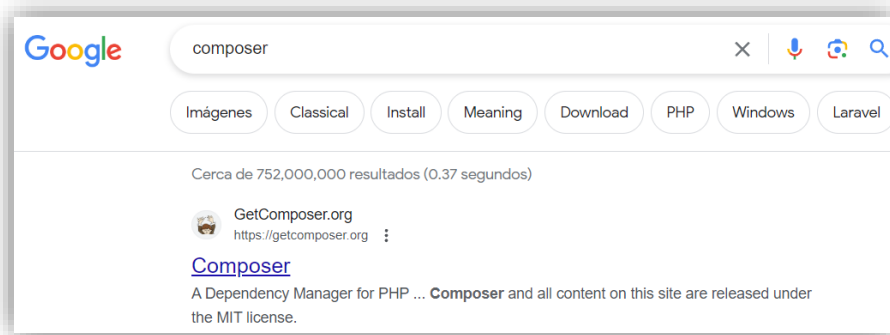 Google
composer
Imágenes
Classical
Install
Meaning
Download
PHP
Windows
Laravel
Cerca de 752,000,000 resultados (0.37 segundos)
GetComposer.org
https://getcomposer.org
Composer
A Dependency Manager for PHP ... Composer and all content on this site are released under
the MIT license.